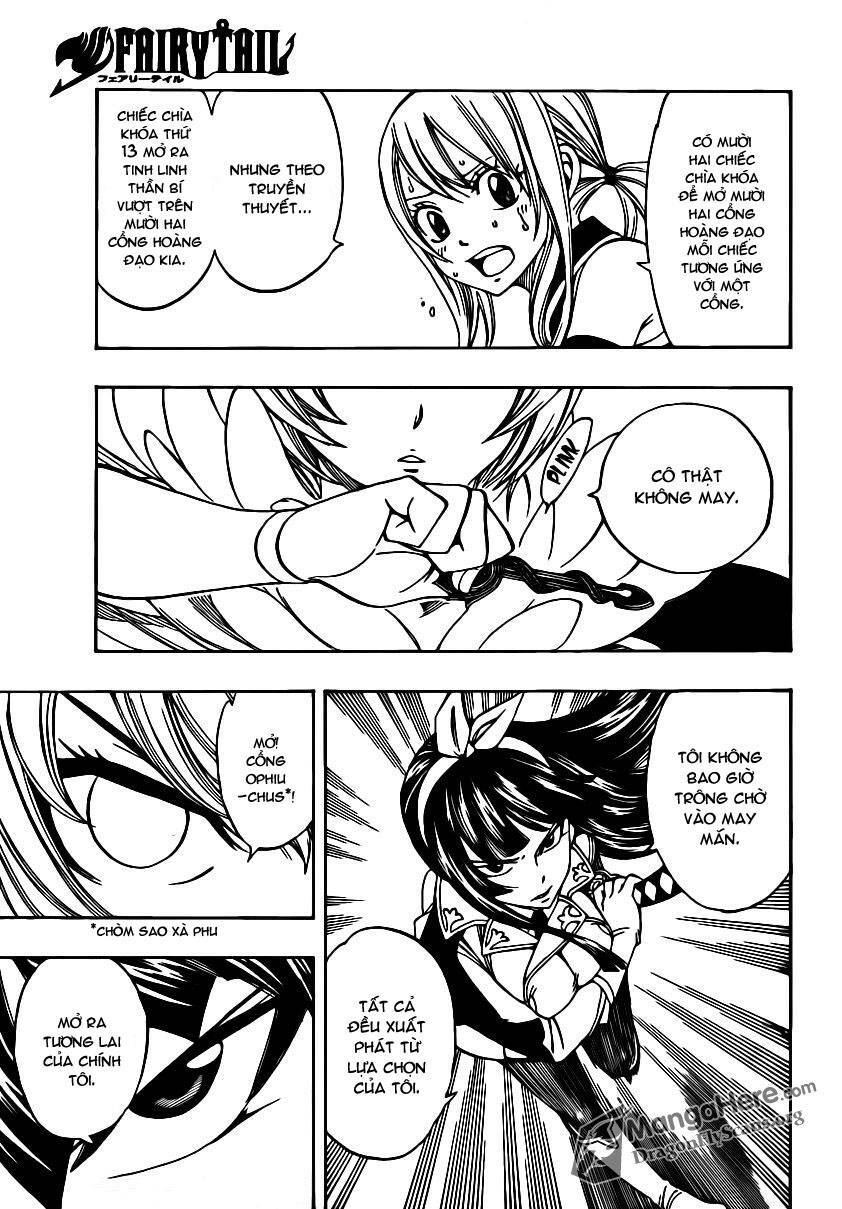 FAIRY TAIL
フェアリーテイル
CÓ MƯỜI
HAI CHIẾC
CHÌA KHÓA
ĐỂ MỞ MƯỜI
HAI CỔNG
HOÀNG ĐẠO
MỖI CHIẾC
TƯƠNG ỨNG
VỚI MỘT
CỔNG.
NHƯNG THEO
TRUYỀN
THUYẾT...
CHIẾC CHÌA
KHÓA THỨ
13 MỞ RA
TINH LINH
THẦN BÍ
VƯỢT TRÊN
MƯỜI HAI
CỔNG HOÀNG
ĐẠO KIA.
PLINK
CÔ THẬT
KHÔNG MAY.
TÔI KHÔNG
BAO GIỜ
TRÔNG CHỜ
VÀO MAY
MẮN.
TẤT CẢ
ĐỀU XUẤT
PHÁT TỪ
LỰA CHỌN
CỦA TÔI.
MỞ!
CỔNG
OPHIU
-CHUS*!
*CHÒM SAO XÀ PHU
MỞ RA
TƯƠNG LAI
CỦA CHÍNH
TÔI.
MangaHere.com
DragonFlyScans.org